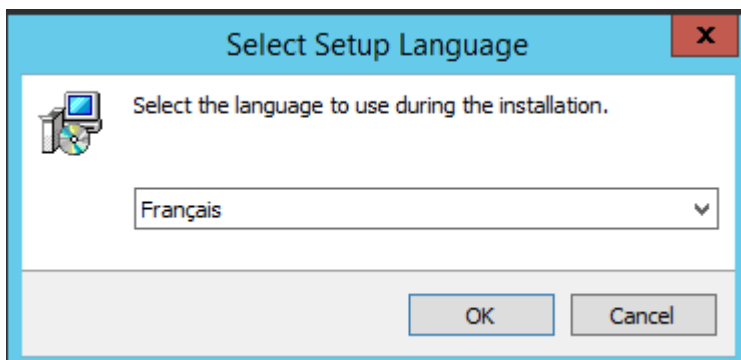 Select Setup Language
x
Select the language to use during the installation.
Français
OK
Cancel